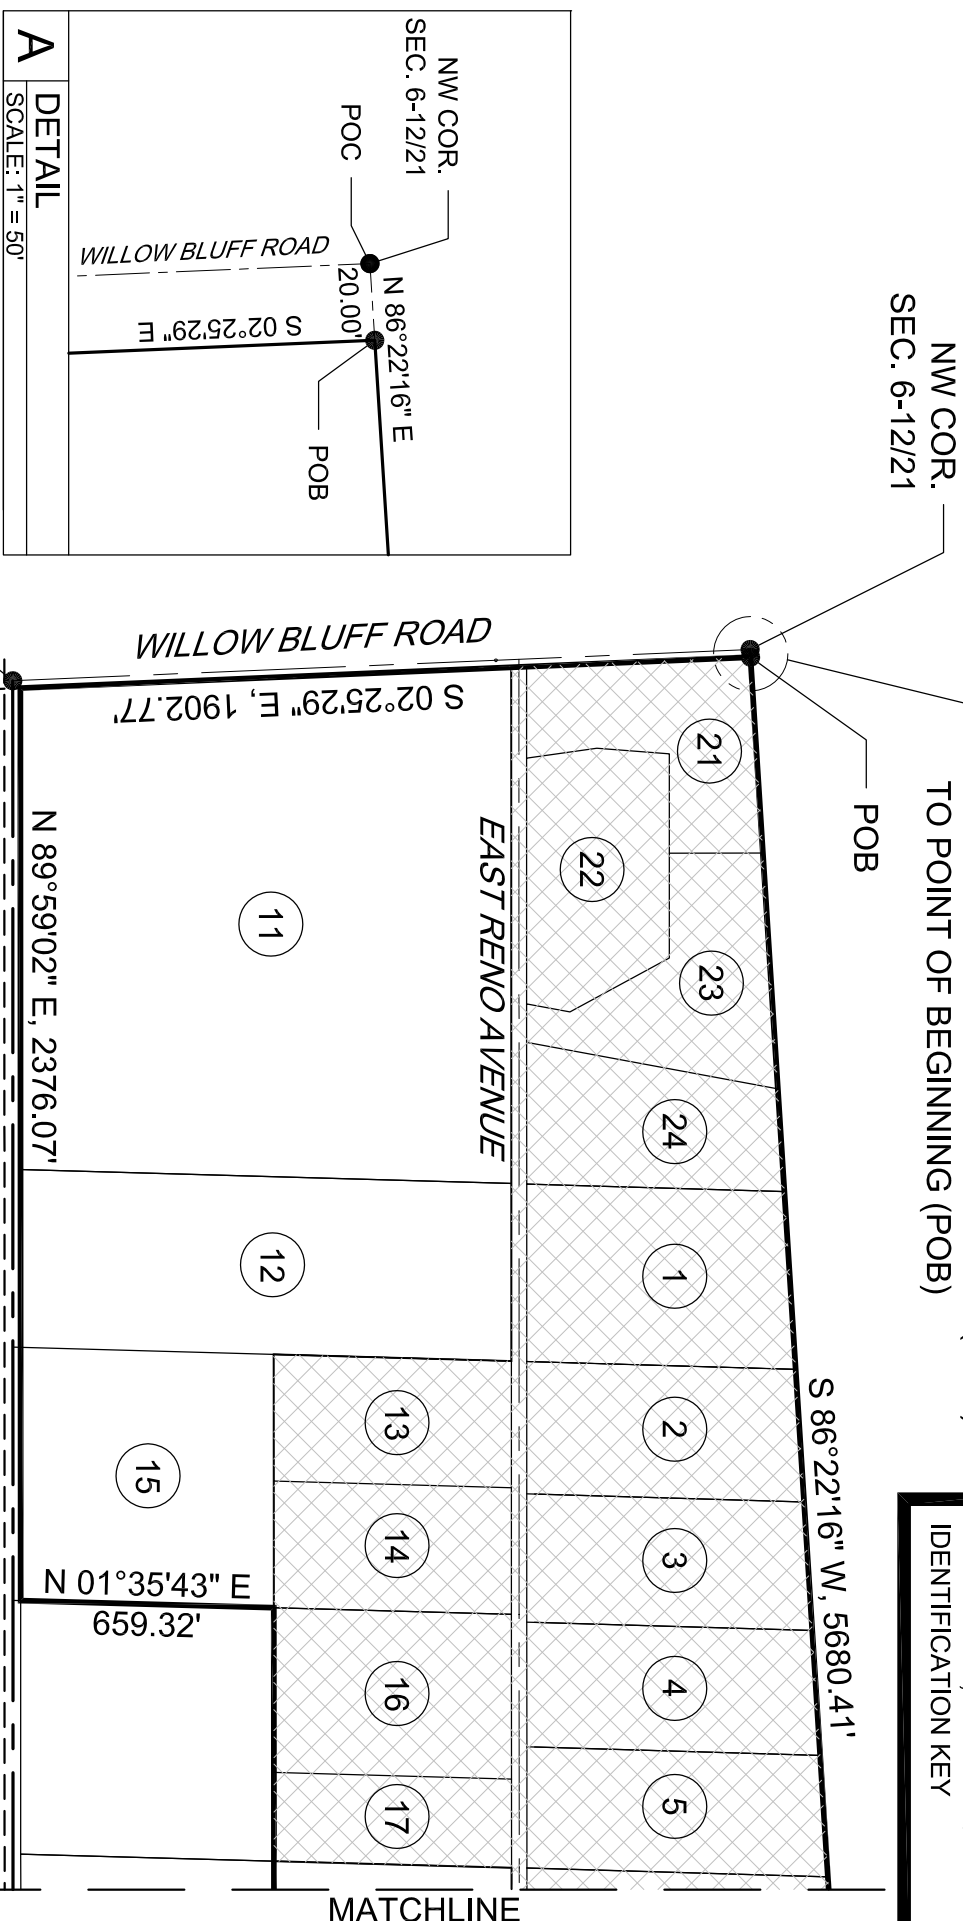 NW COR.
SEC. 6-12/21
POC
WILLOW BLUFF ROAD
N 86°22'16" E
20.00'
S 02°25'29" E
POB
A
DETAIL
SCALE: 1" = 50'
NW COR.
SEC. 6-12/21
POB
TO POINT OF BEGINNING (POB)
IDENTIFICATION KEY
WILLOW BLUFF ROAD
S 02°25'29" E, 1902.77'
S 86°22'16" W, 5680.41'
21
22
23
24
1
2
3
4
5
EAST RENO AVENUE
11
12
13
14
15
16
17
N 89°59'02" E, 2376.07'
N 01°35'43" E
659.32'
MATCHLINE